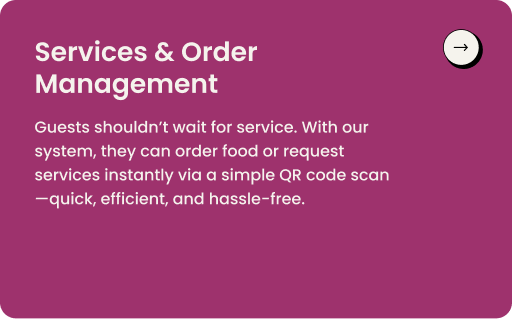 Services & Order
Management
Guests shouldn’t wait for service. With our
system, they can order food or request
services instantly via a simple QR code scan
—quick, efficient, and hassle-free.